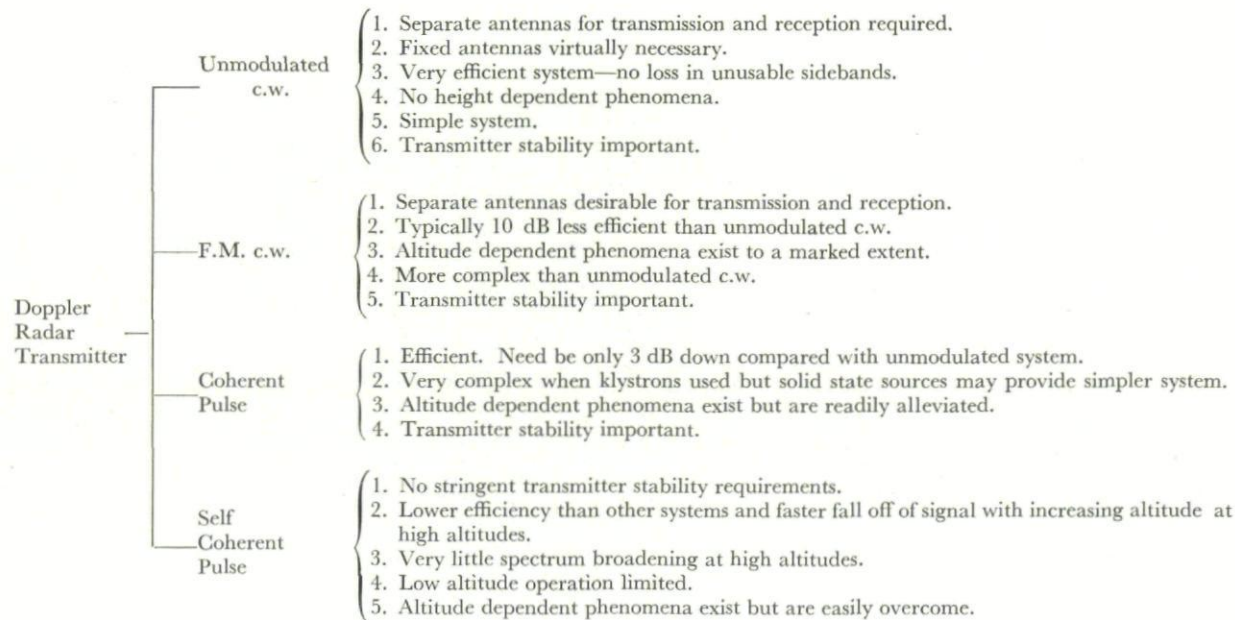 Doppler
Radar
Transmitter
Unmodulated
c.w.
1. Separate antennas for transmission and reception required.
2. Fixed antennas virtually necessary.
3. Very efficient system—no loss in unusable sidebands.
4. No height dependent phenomena.
5. Simple system.
6. Transmitter stability important.
F.M. c.w.
1. Separate antennas desirable for transmission and reception.
2. Typically 10 dB less efficient than unmodulated c.w.
3. Altitude dependent phenomena exist to a marked extent.
4. More complex than unmodulated c.w.
5. Transmitter stability important.
Coherent
Pulse
1. Efficient. Need be only 3 dB down compared with unmodulated system.
2. Very complex when klystrons used but solid state sources may provide simpler system.
3. Altitude dependent phenomena exist but are readily alleviated.
4. Transmitter stability important.
Self
Coherent
Pulse
1. No stringent transmitter stability requirements.
2. Lower efficiency than other systems and faster fall off of signal with increasing altitude at
high altitudes.
3. Very little spectrum broadening at high altitudes.
4. Low altitude operation limited.
5. Altitude dependent phenomena exist but are easily overcome.